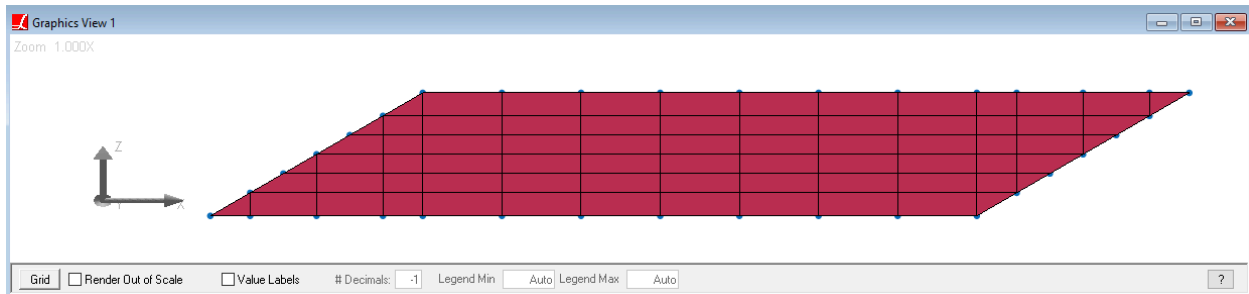 Graphics View 1
Zoom 1.000X
Z
Y
X
Grid Render Out of Scale Value Labels # Decimals: -1 Legend Min Auto Legend Max Auto ?